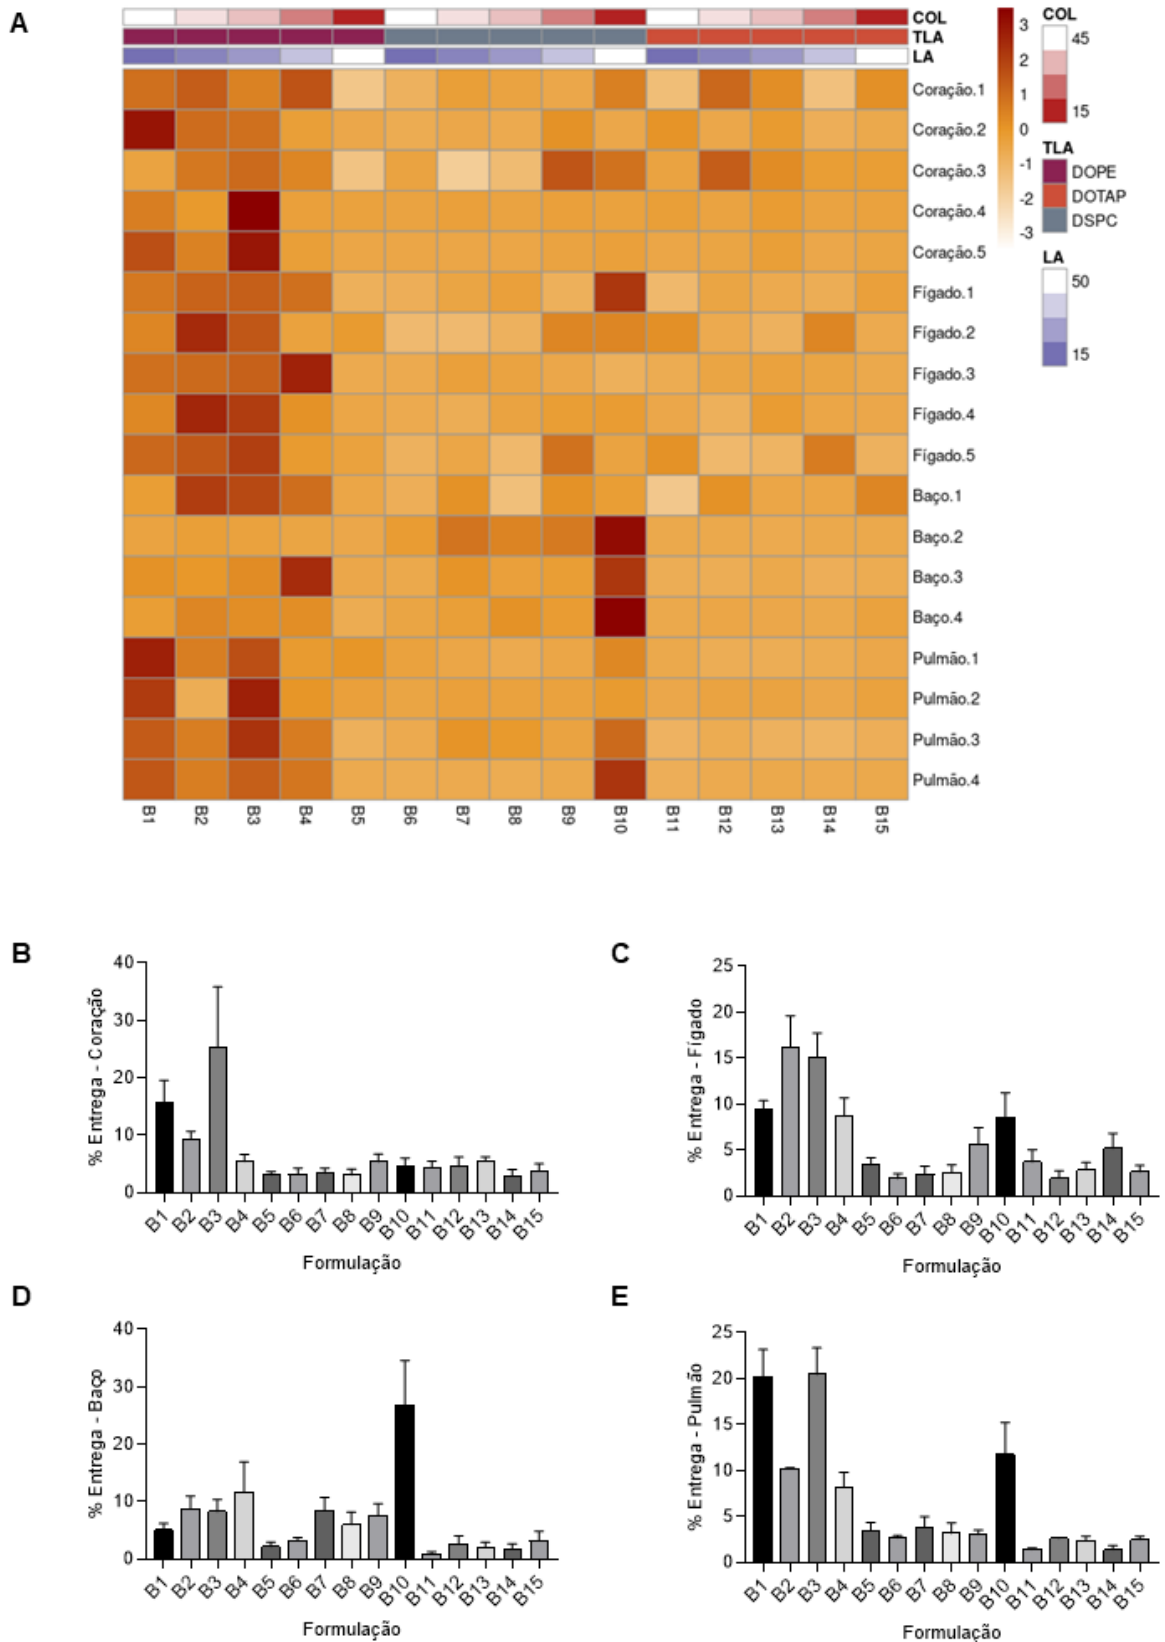 A
COL
TLA
LA
Coração.1
Coração.2
Coração.3
Coração.4
Coração.5
Fígado.1
Fígado.2
Fígado.3
Fígado.4
Fígado.5
Baço.1
Baço.2
Baço.3
Baço.4
Pulmão.1
Pulmão.2
Pulmão.3
Pulmão.4
B1 B2 B3 B4 B5 B6 B7 B8 B9 B10 B11 B12 B13 B14 B15
3
2
1
0
-1
-2
-3
COL
45
15
TLA
DOPE
DOTAP
DSPC
LA
50
15
B
% Entrega - Coração
40
30
20
10
0
B1 B2 B3 B4 B5 B6 B7 B8 B9 B10 B11 B12 B13 B14 B15
Formulação
C
% Entrega - Fígado
25
20
15
10
5
0
B1 B2 B3 B4 B5 B6 B7 B8 B9 B10 B11 B12 B13 B14 B15
Formulação
D
% Entrega - Baço
40
30
20
10
0
B1 B2 B3 B4 B5 B6 B7 B8 B9 B10 B11 B12 B13 B14 B15
Formulação
E
% Entrega - Pulmão
25
20
15
10
5
0
B1 B2 B3 B4 B5 B6 B7 B8 B9 B10 B11 B12 B13 B14 B15
Formulação